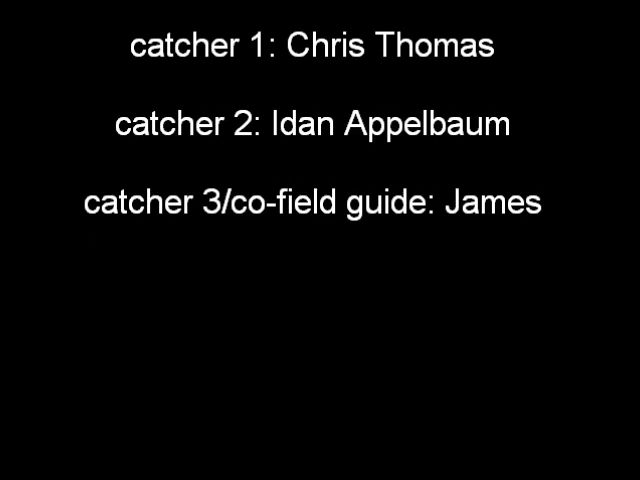 catcher 1: Chris Thomas
catcher 2: Idan Appelbaum
catcher 3/co-field guide: James